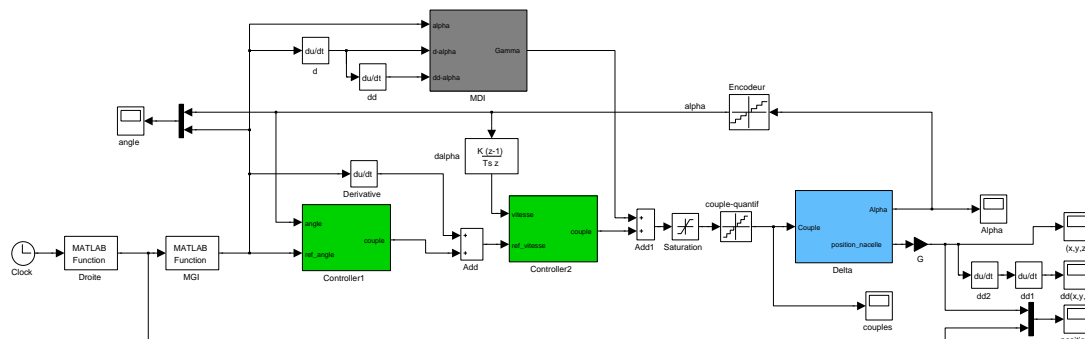 alpha
Gamma
du/dt
d-alpha
d
du/dt
dd-alpha
dd
MDI
Encodeur
alpha
angle
K (z-1)
Ts z
dalpha
du/dt
Derivative
couple-quantif
angle
vitesse
couple
ref_angle
Controller1
ref_vitesse
couple
Controller2
Add
Add1
Saturation
Alpha
Couple
position_nacelle
Delta
Alpha
G
(x,y,z
MATLAB
Function
Droite
MATLAB
Function
MGI
Clock
du/dt
dd2
du/dt
dd1
dd(x,y,
couples